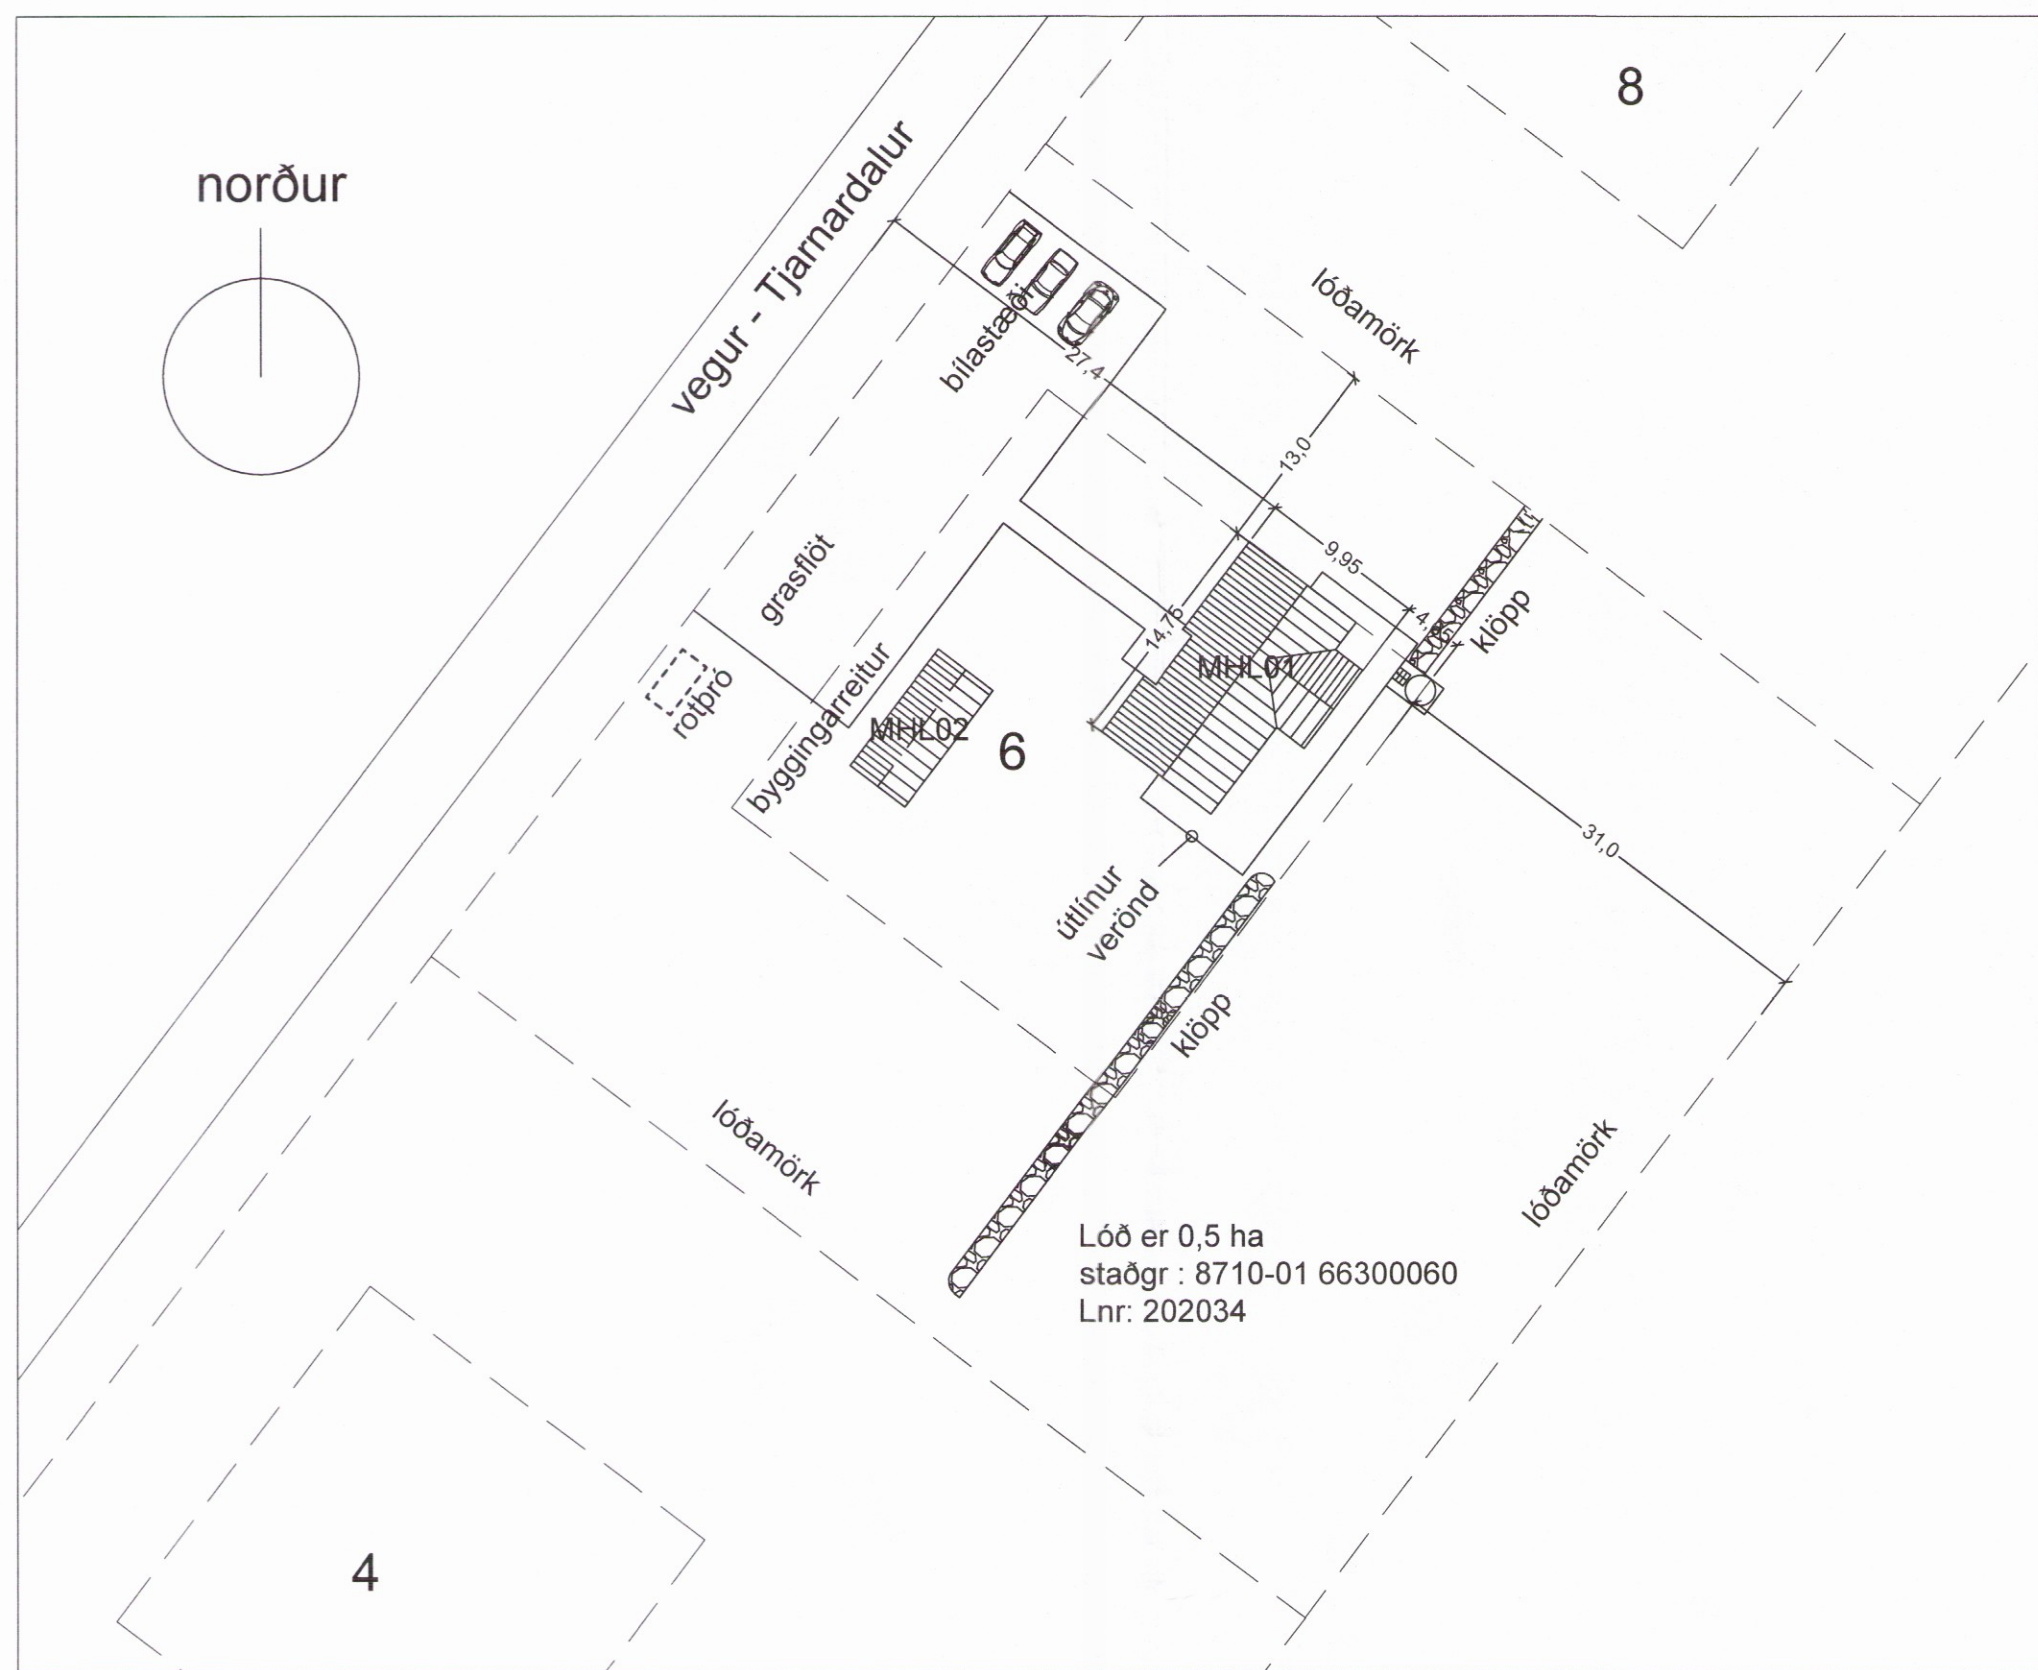 8
norður
vegur - Tjarnardalur
lóðamörk
bílastæði
27,4
13,0
9,95
4,
klöpp
grasflöt
14,75
MHL01
rotþró
byggingarreitur
MHL02
6
31,0
útlínur
verönd
klöpp
lóðamörk
lóðamörk
Lóð er 0,5 ha
staðgr : 8710-01 66300060
Lnr: 202034
4